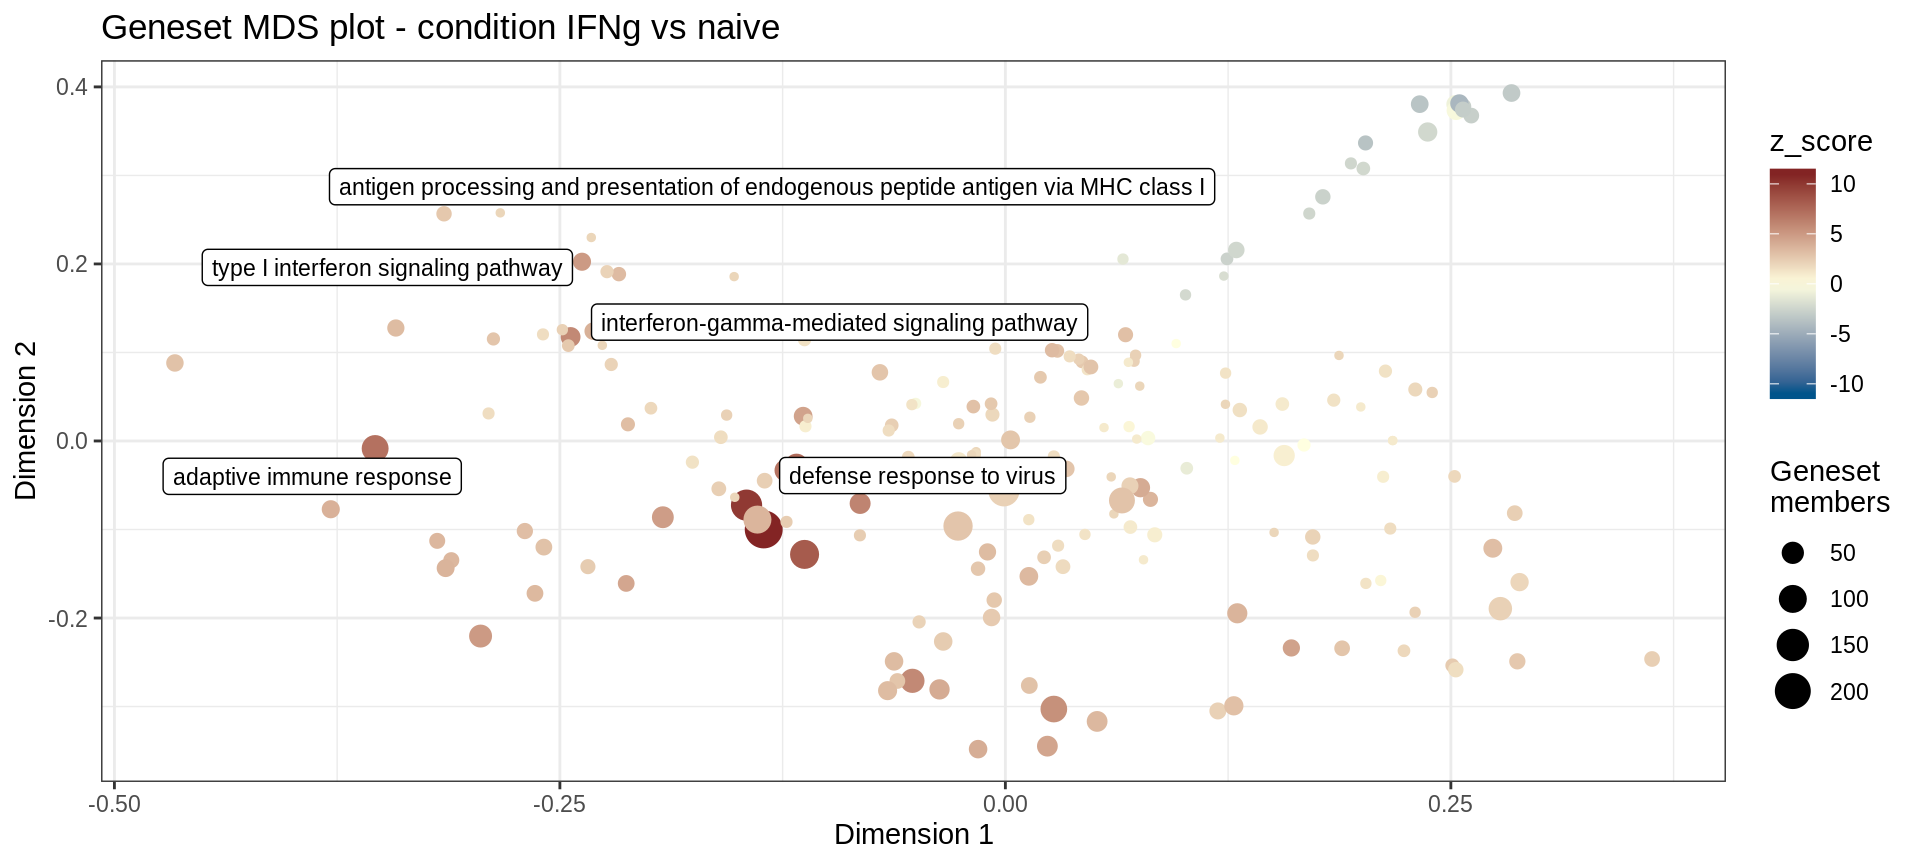 Geneset MDS plot - condition IFNg vs naive
0.4
0.2
0.0
-0.2
Dimension 2
antigen processing and presentation of endogenous peptide antigen via MHC class I
type I interferon signaling pathway
interferon-gamma-mediated signaling pathway
adaptive immune response
defense response to virus
-0.50
-0.25
0.00
0.25
Dimension 1
z_score
10
5
0
-5
-10
Geneset
members
50
100
150
200